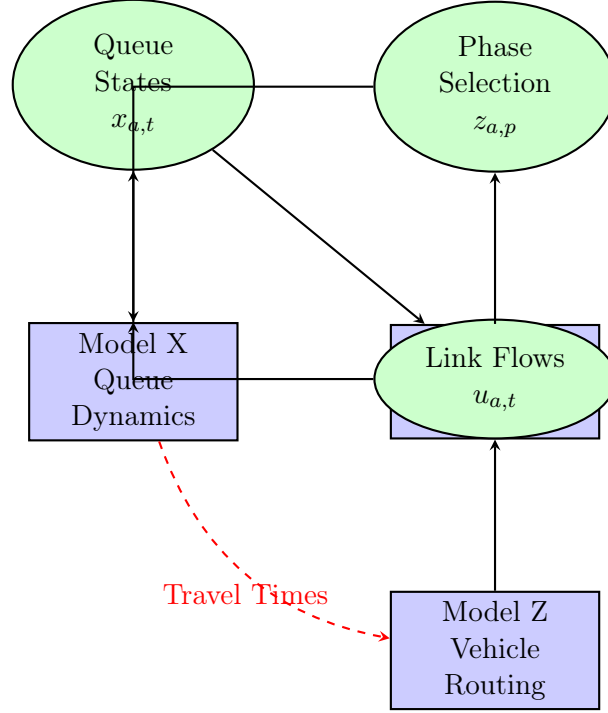 Queue
States
x_{a,t}
Phase
Selection
z_{a,p}
Model X
Queue
Dynamics
Link Flows
u_{a,t}
Travel Times
Model Z
Vehicle
Routing